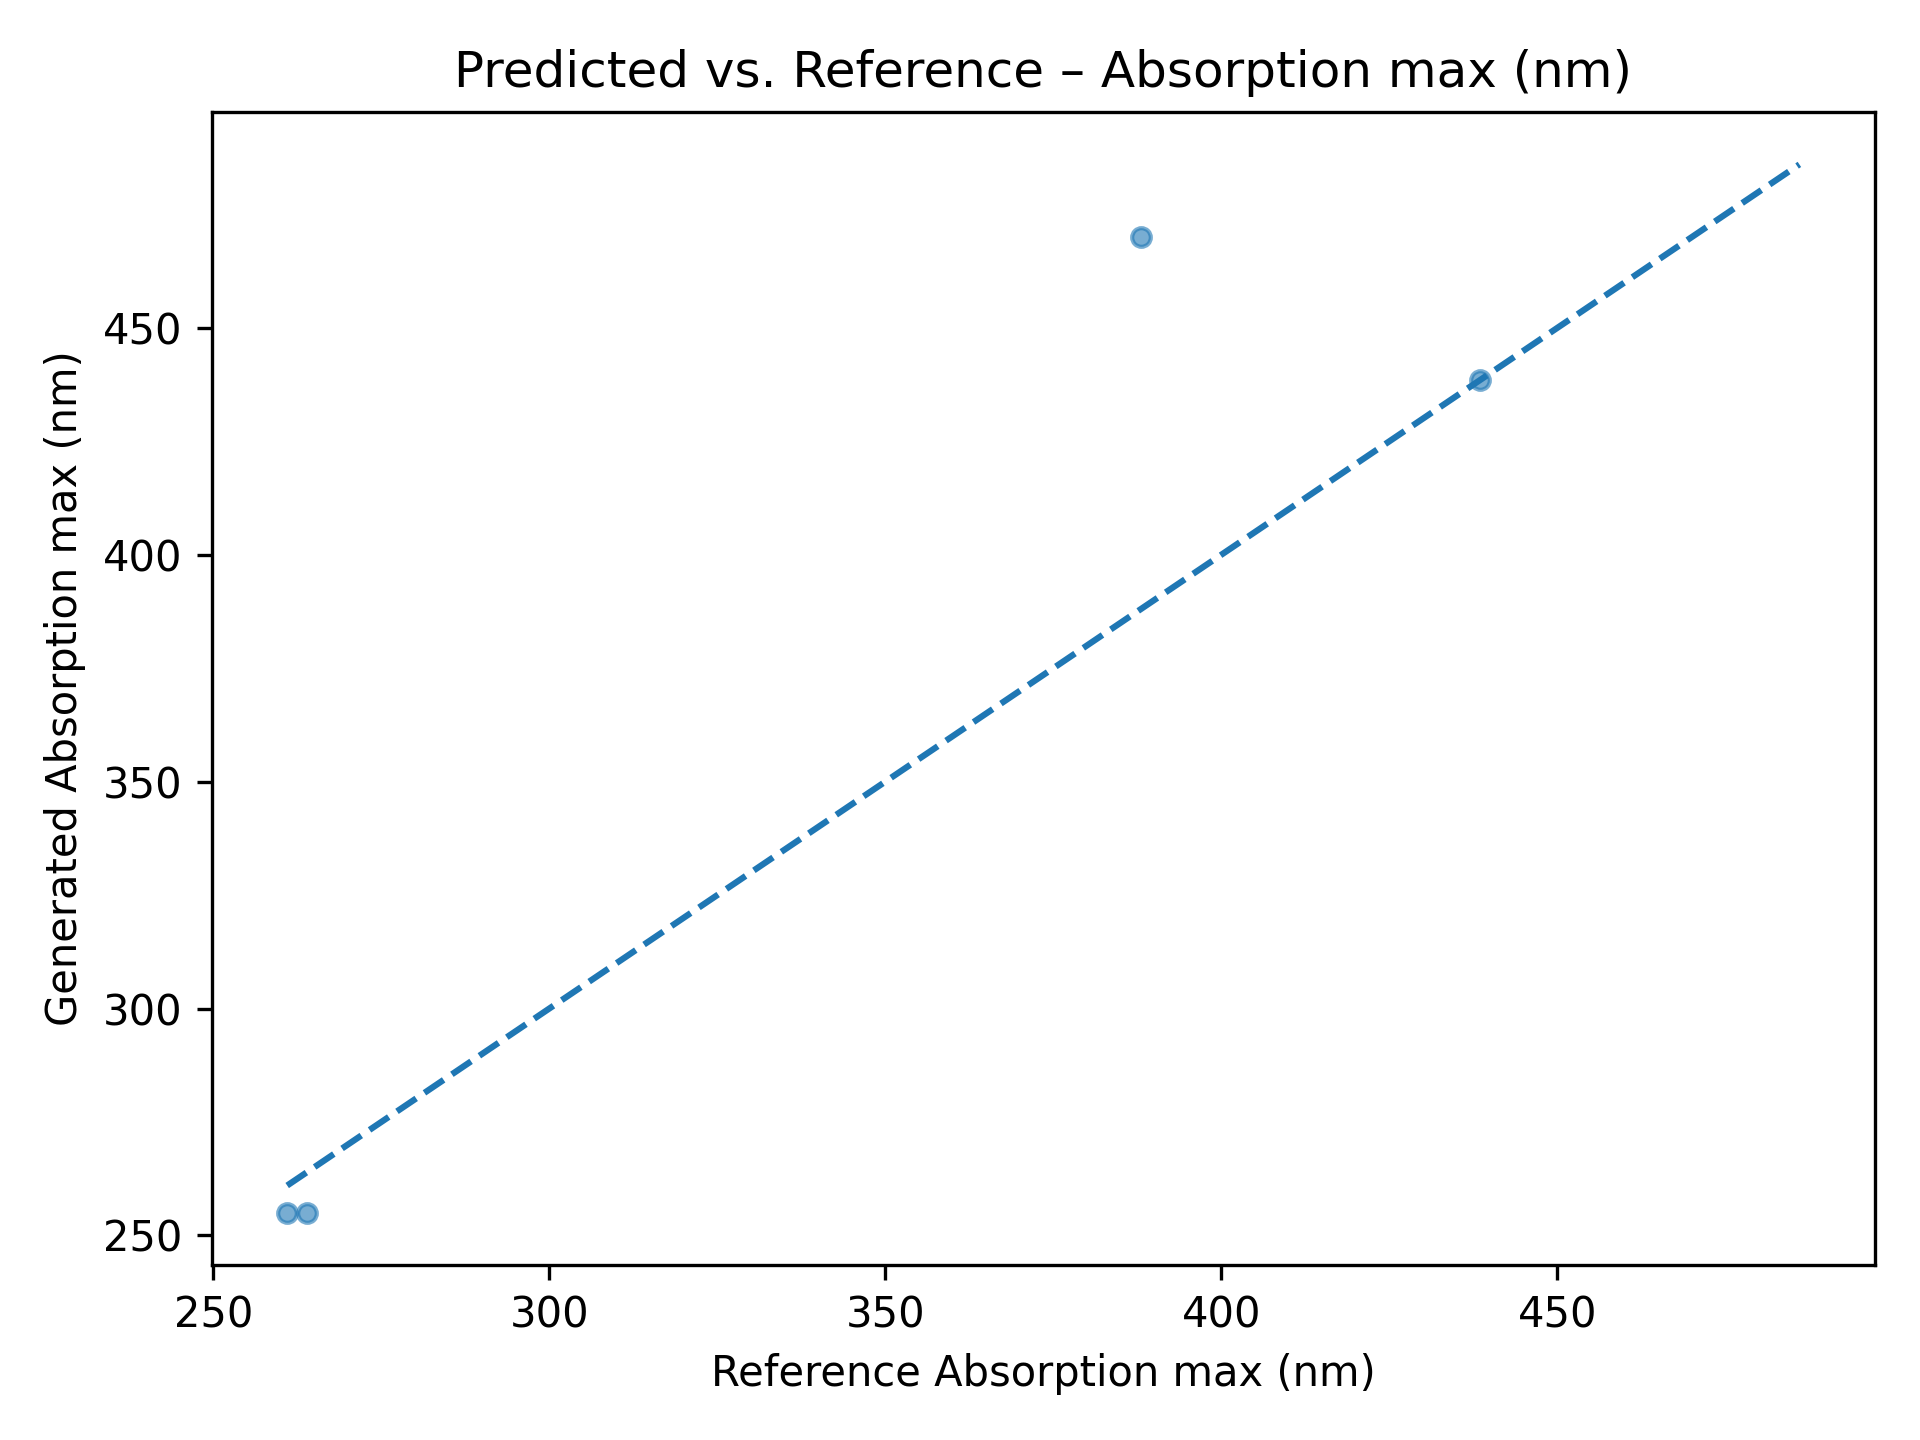 Predicted vs. Reference – Absorption max (nm)
Generated Absorption max (nm)
450
400
350
300
250
250 300 350 400 450
Reference Absorption max (nm)